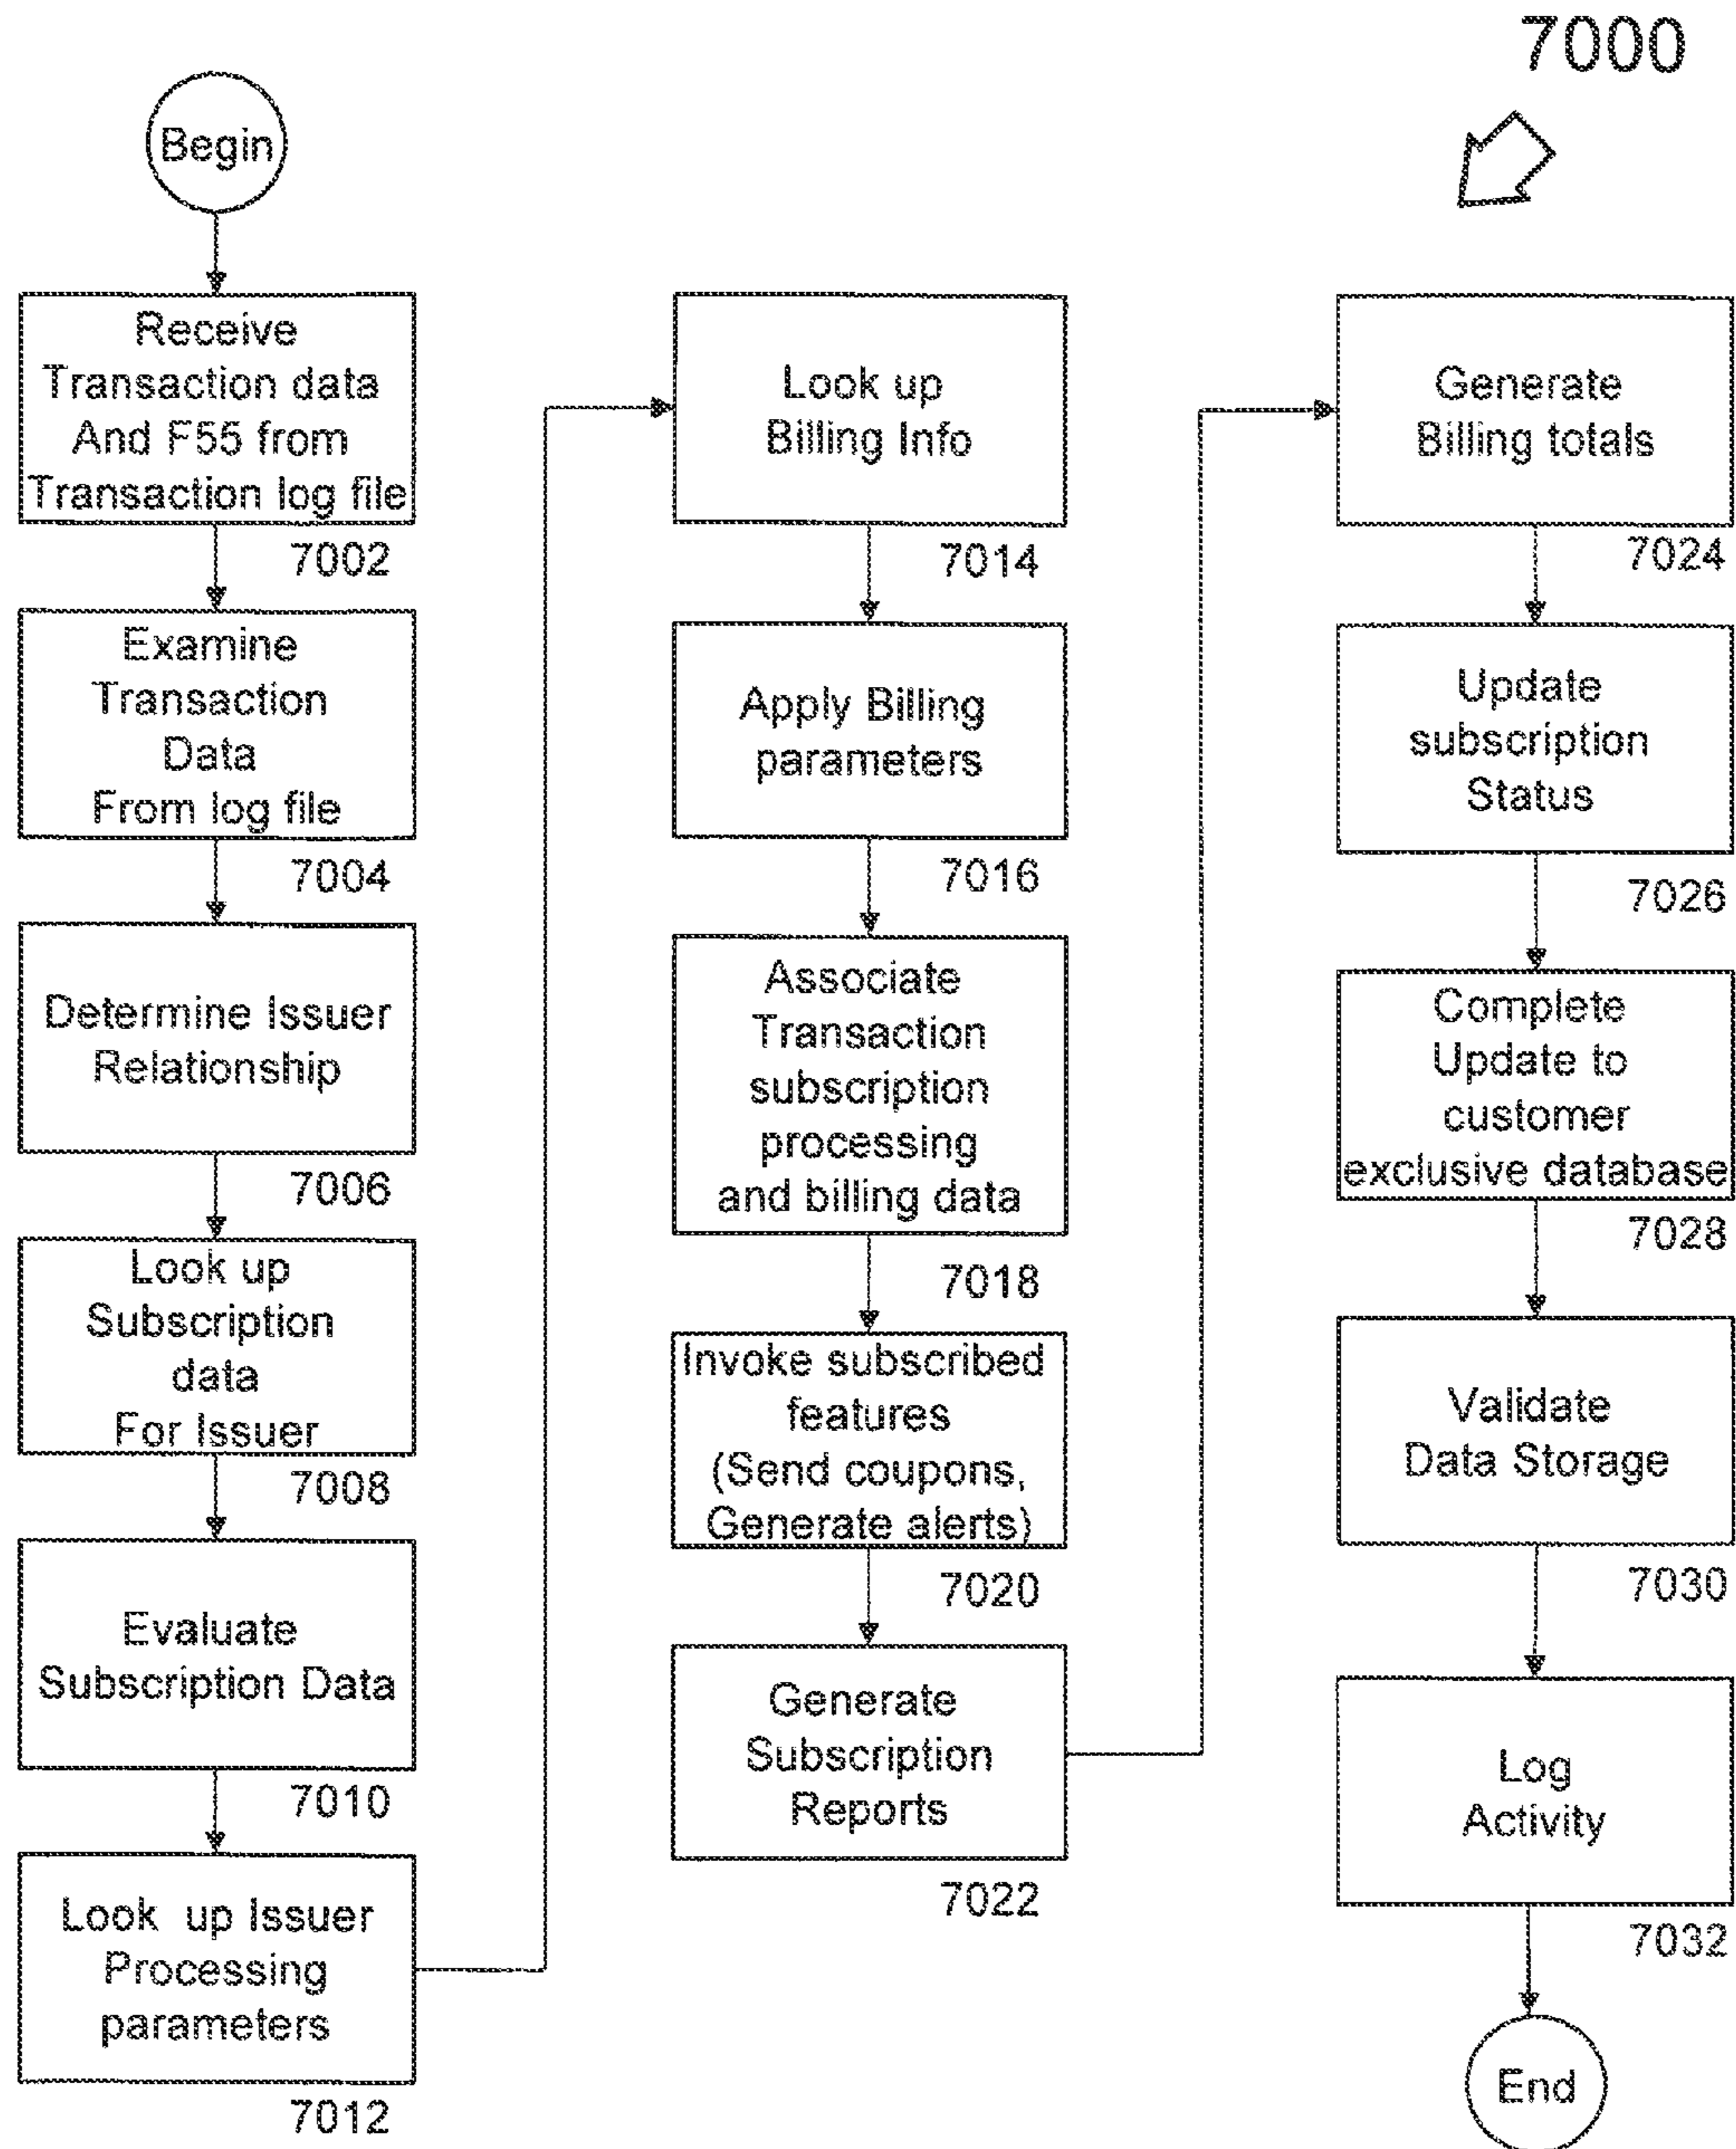 7000
Begin
Receive
Transaction data
And F55 from
Transaction log file
7002
Examine
Transaction
Data
From log file
7004
Determine Issuer
Relationship
7006
Look up
Subscription
data
For Issuer
7008
Evaluate
Subscription Data
7010
Look up Issuer
Processing
parameters
7012
Look up
Billing Info
7014
Apply Billing
parameters
7016
Associate
Transaction
subscription
processing
and billing data
7018
Invoke subscribed
features
(Send coupons,
Generate alerts)
7020
Generate
Subscription
Reports
7022
Generate
Billing totals
7024
Update
subscription
Status
7026
Complete
Update to
customer
exclusive database
7028
Validate
Data Storage
7030
Log
Activity
7032
End